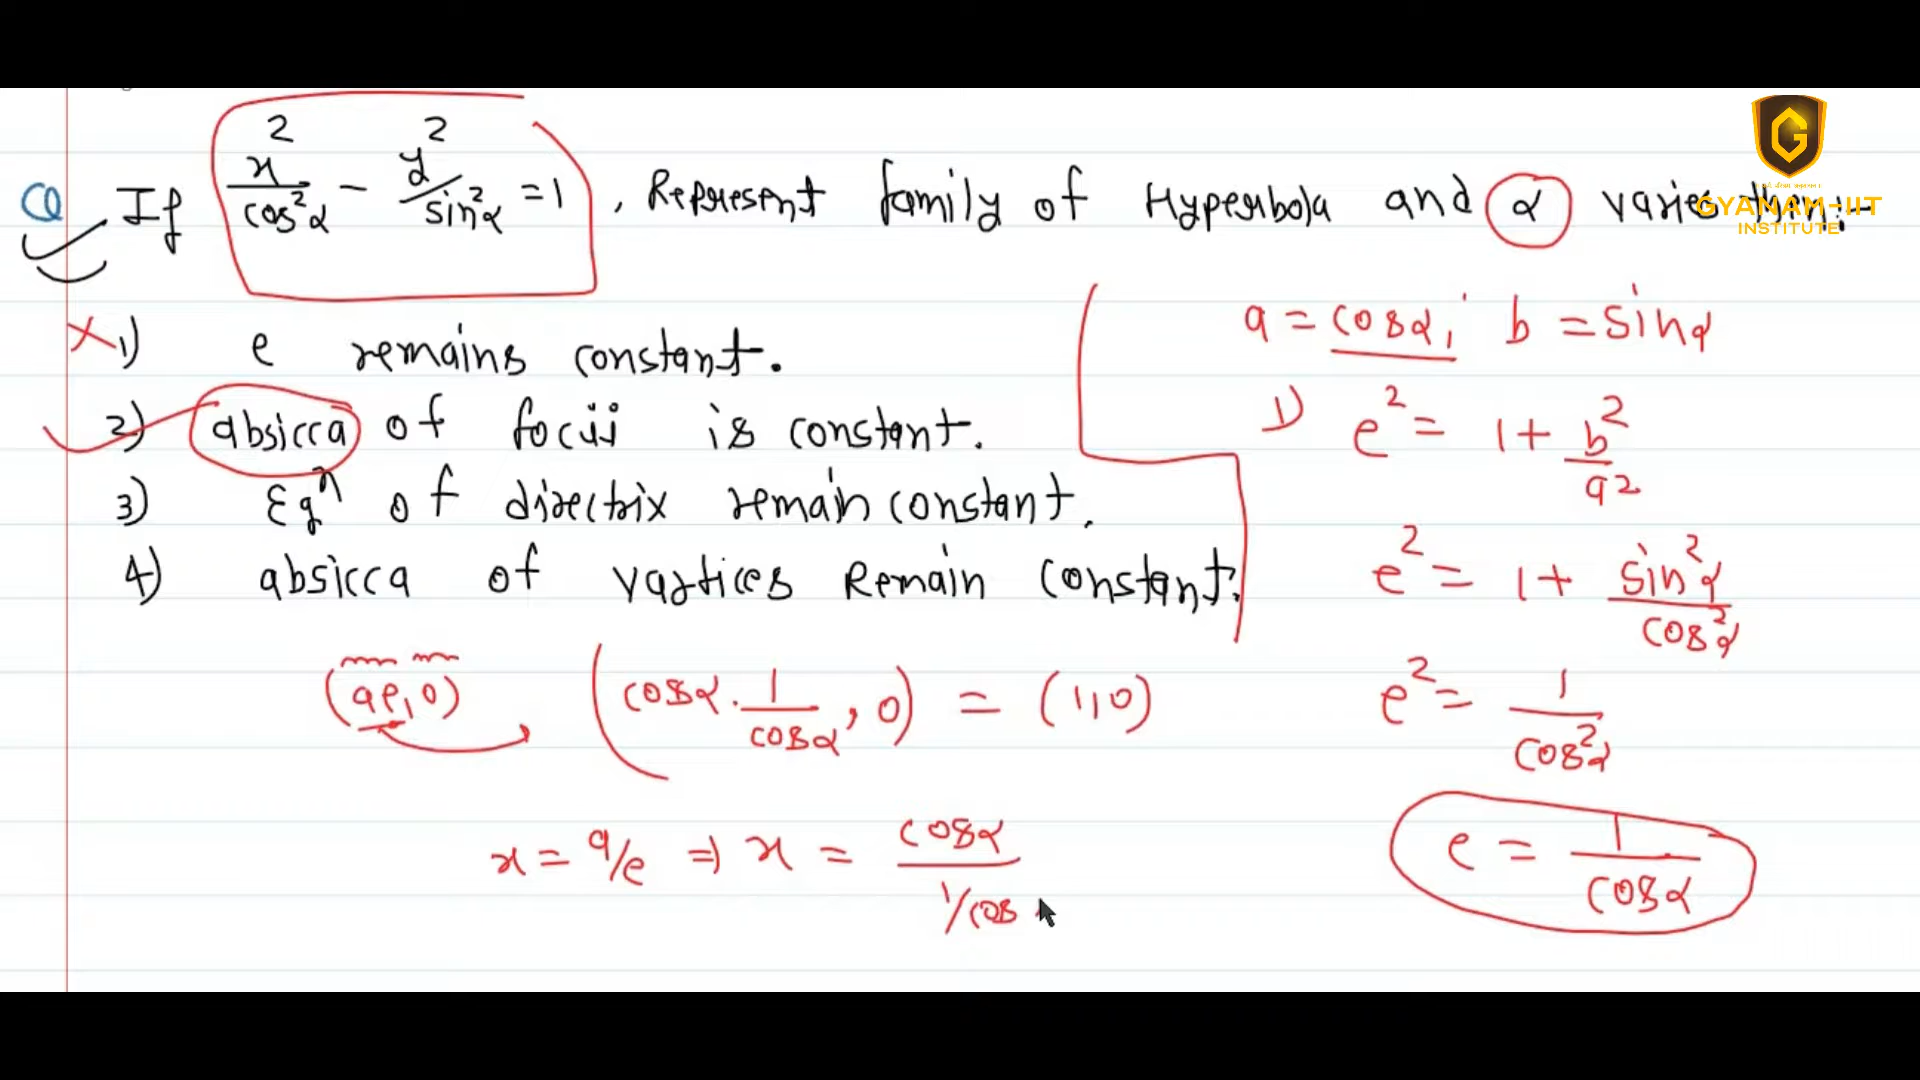 Q If x²/cos²α − y²/sin²α = 1 , Represent family of Hyperbola and α varies then:-
GYANAM-IIT
INSTITUTE
1) e remains constant.
2) absicca of focii is constant.
3) Eqⁿ of directrix remain constant.
4) absicca of vartices Remain constant.
a = cosα, b = sinα
1) e² = 1 + b²/a²
e² = 1 + sin²α/cos²α
e² = 1/cos²α
e = 1/cosα
(ae, 0) (cosα · 1/cosα, 0) = (1, 0)
x = a/e ⇒ x = cosα / 1/cos